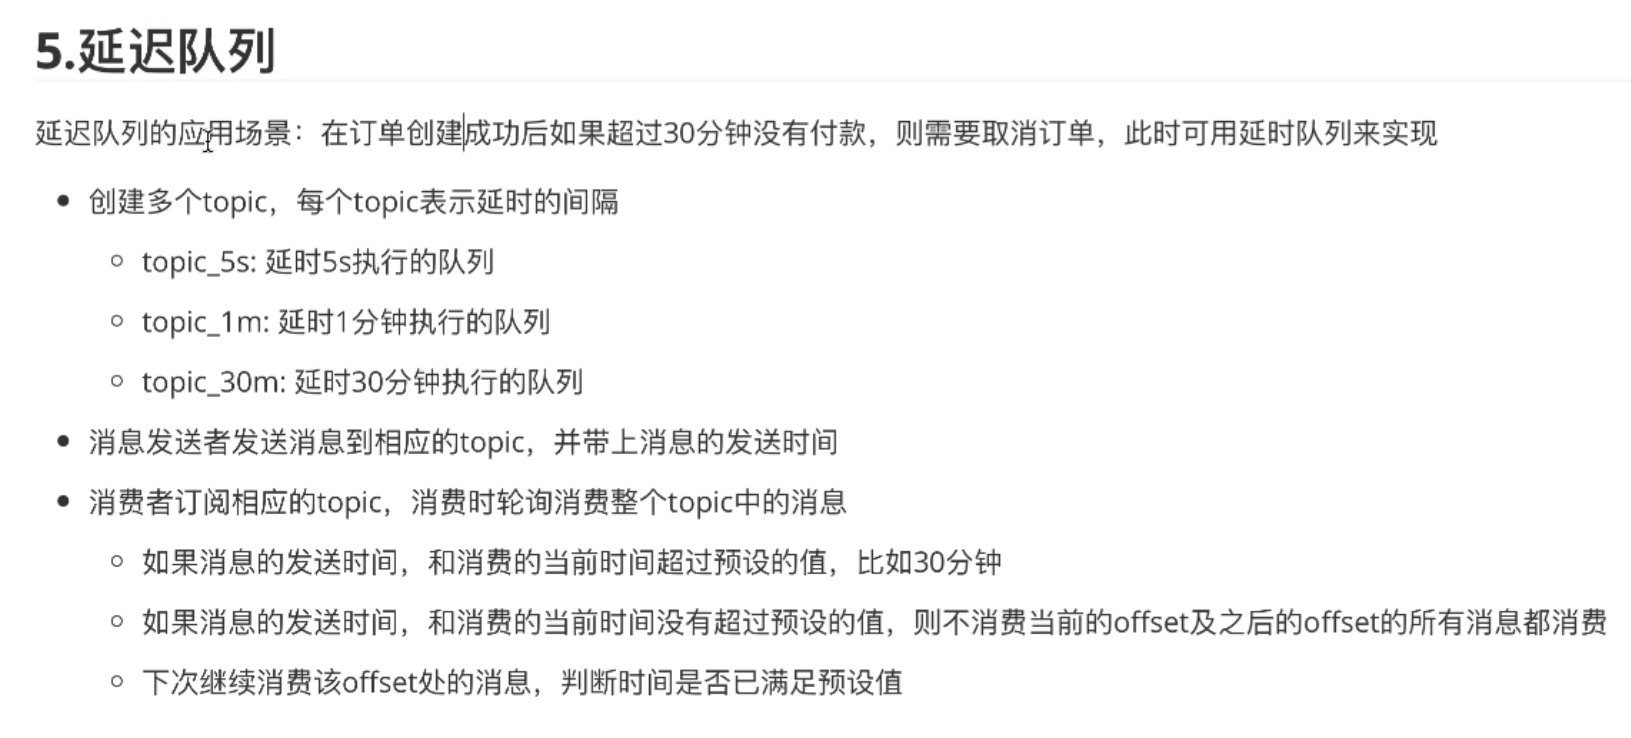 5.延迟队列
延迟队列的应用场景：在订单创建成功后如果超过30分钟没有付款，则需要取消订单，此时可用延时队列来实现
创建多个topic，每个topic表示延时的间隔
topic_5s: 延时5s执行的队列
topic_1m: 延时1分钟执行的队列
topic_30m: 延时30分钟执行的队列
消息发送者发送消息到相应的topic，并带上消息的发送时间
消费者订阅相应的topic，消费时轮询消费整个topic中的消息
如果消息的发送时间，和消费的当前时间超过预设的值，比如30分钟
如果消息的发送时间，和消费的当前时间没有超过预设的值，则不消费当前的offset及之后的offset的所有消息都消费
下次继续消费该offset处的消息，判断时间是否已满足预设值